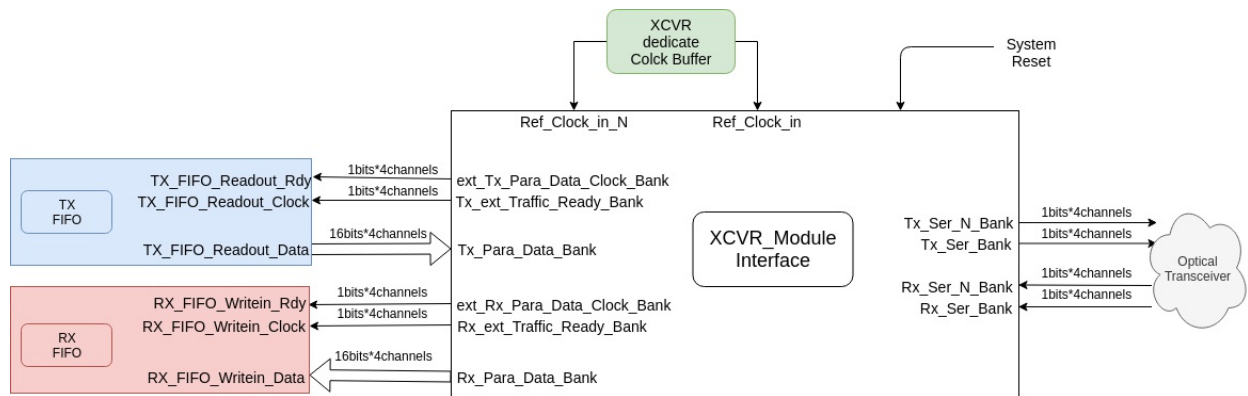 XCVR
dedicate
Colck Buffer
System
Reset
Ref_Clock_in_N
Ref_Clock_in
TX
FIFO
TX_FIFO_Readout_Rdy
1bits*4channels
ext_Tx_Para_Data_Clock_Bank
TX_FIFO_Readout_Clock
1bits*4channels
Tx_ext_Traffic_Ready_Bank
TX_FIFO_Readout_Data
16bits*4channels
Tx_Para_Data_Bank
XCVR_Module
Interface
Tx_Ser_N_Bank
1bits*4channels
Tx_Ser_Bank
1bits*4channels
Rx_Ser_N_Bank
1bits*4channels
Rx_Ser_Bank
1bits*4channels
Optical
Transceiver
RX
FIFO
RX_FIFO_Writein_Rdy
1bits*4channels
ext_Rx_Para_Data_Clock_Bank
RX_FIFO_Writein_Clock
1bits*4channels
Rx_ext_Traffic_Ready_Bank
RX_FIFO_Writein_Data
16bits*4channels
Rx_Para_Data_Bank